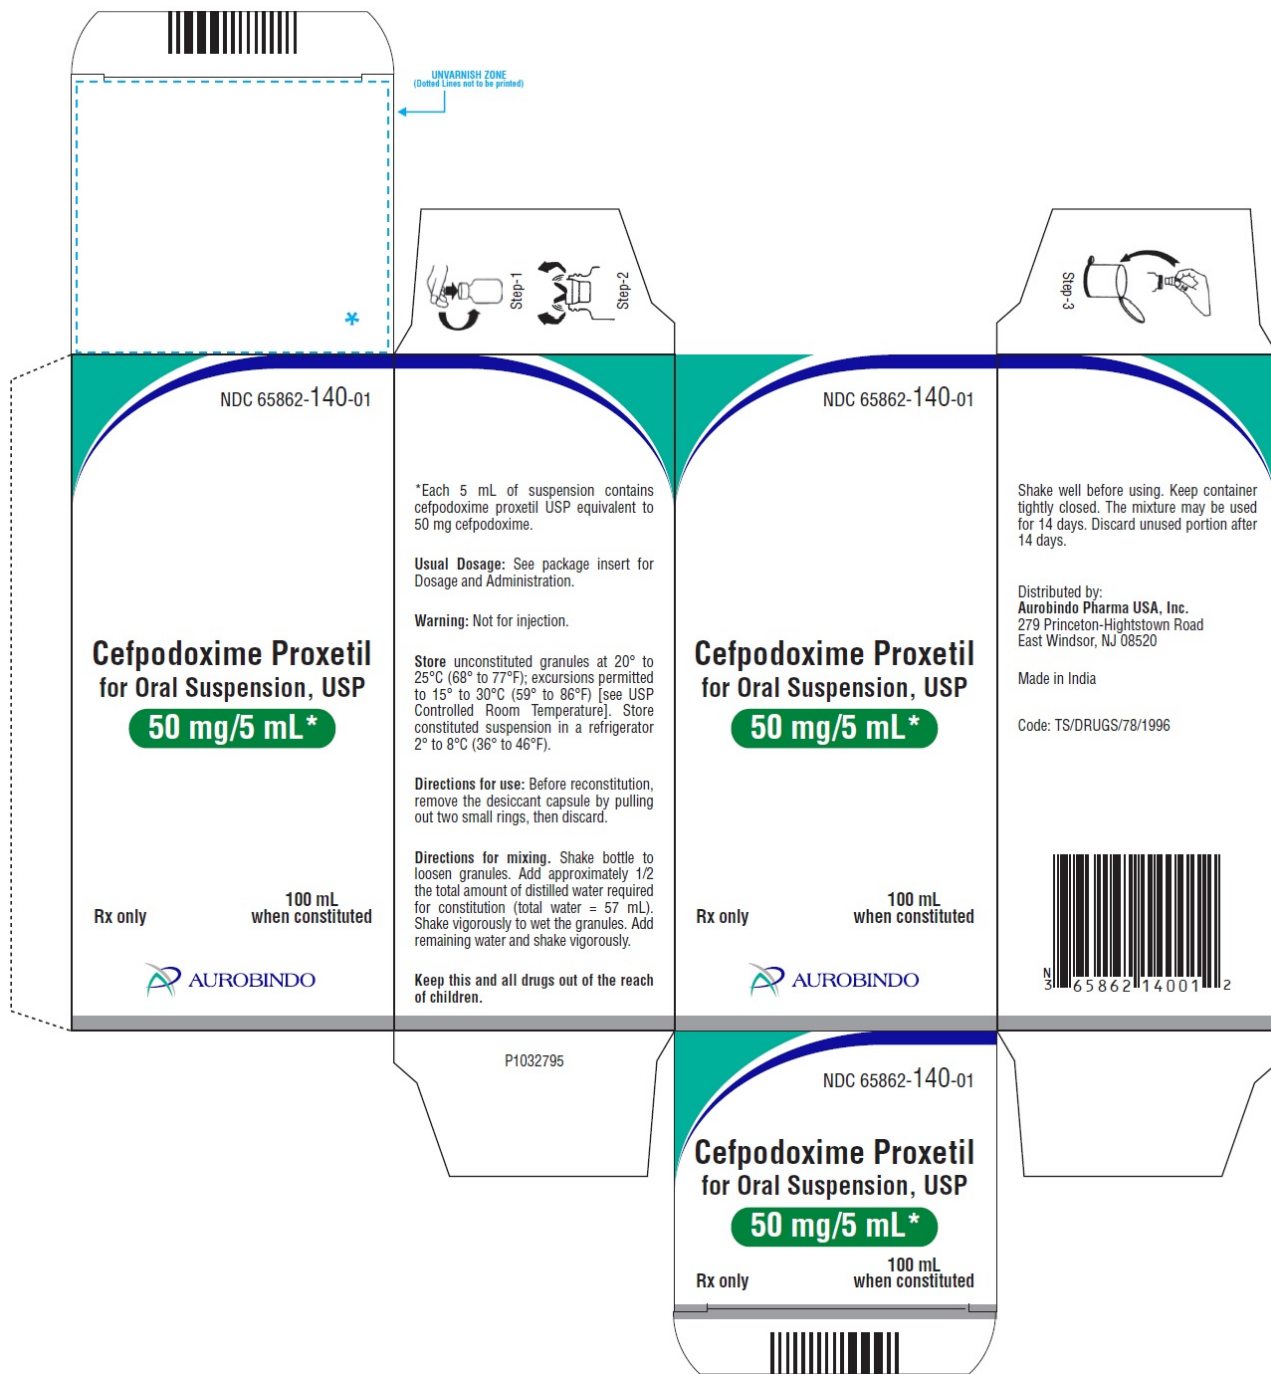 UNVARNISH ZONE
(Dotted Lines not to be printed)
*
Step-1
Step-2
Step-3
NDC 65862-140-01
Cefpodoxime Proxetil
for Oral Suspension, USP
50 mg/5 mL*
Rx only
100 mL
when constituted
AUROBINDO
*Each 5 mL of suspension contains
cefpodoxime proxetil USP equivalent to
50 mg cefpodoxime.
Usual Dosage: See package insert for
Dosage and Administration.
Warning: Not for injection.
Store unconstituted granules at 20° to
25°C (68° to 77°F); excursions permitted
to 15° to 30°C (59° to 86°F) [see USP
Controlled Room Temperature]. Store
constituted suspension in a refrigerator
2° to 8°C (36° to 46°F).
Directions for use: Before reconstitution,
remove the desiccant capsule by pulling
out two small rings, then discard.
Directions for mixing. Shake bottle to
loosen granules. Add approximately 1/2
the total amount of distilled water required
for constitution (total water = 57 mL).
Shake vigorously to wet the granules. Add
remaining water and shake vigorously.
Keep this and all drugs out of the reach
of children.
P1032795
NDC 65862-140-01
Cefpodoxime Proxetil
for Oral Suspension, USP
50 mg/5 mL*
Rx only
100 mL
when constituted
AUROBINDO
Shake well before using. Keep container
tightly closed. The mixture may be used
for 14 days. Discard unused portion after
14 days.
Distributed by:
Aurobindo Pharma USA, Inc.
279 Princeton-Hightstown Road
East Windsor, NJ 08520
Made in India
Code: TS/DRUGS/78/1996
N
3 65862 14001 2
NDC 65862-140-01
Cefpodoxime Proxetil
for Oral Suspension, USP
50 mg/5 mL*
Rx only
100 mL
when constituted